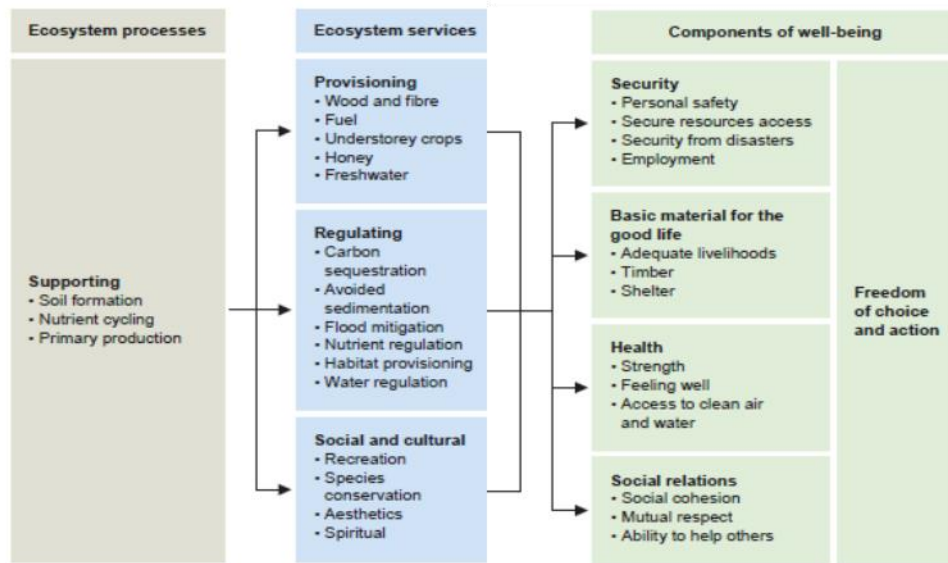 Ecosystem processes
Supporting
• Soil formation
• Nutrient cycling
• Primary production
Ecosystem services
Provisioning
• Wood and fibre
• Fuel
• Understorey crops
• Honey
• Freshwater
Regulating
• Carbon
sequestration
• Avoided
sedimentation
• Flood mitigation
• Nutrient regulation
• Habitat provisioning
• Water regulation
Social and cultural
• Recreation
• Species
conservation
• Aesthetics
• Spiritual
Components of well-being
Security
• Personal safety
• Secure resources access
• Security from disasters
• Employment
Basic material for the
good life
• Adequate livelihoods
• Timber
• Shelter
Health
• Strength
• Feeling well
• Access to clean air
and water
Social relations
• Social cohesion
• Mutual respect
• Ability to help others
Freedom
of choice
and action